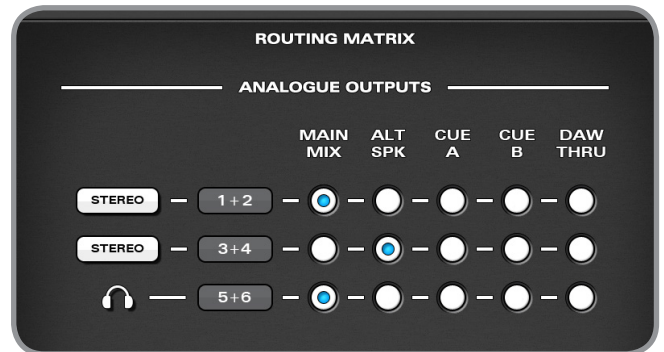 ROUTING MATRIX
ANALOGUE OUTPUTS
MAIN MIX ALT SPK CUE A CUE B DAW THRU
STEREO 1+2
STEREO 3+4
5+6